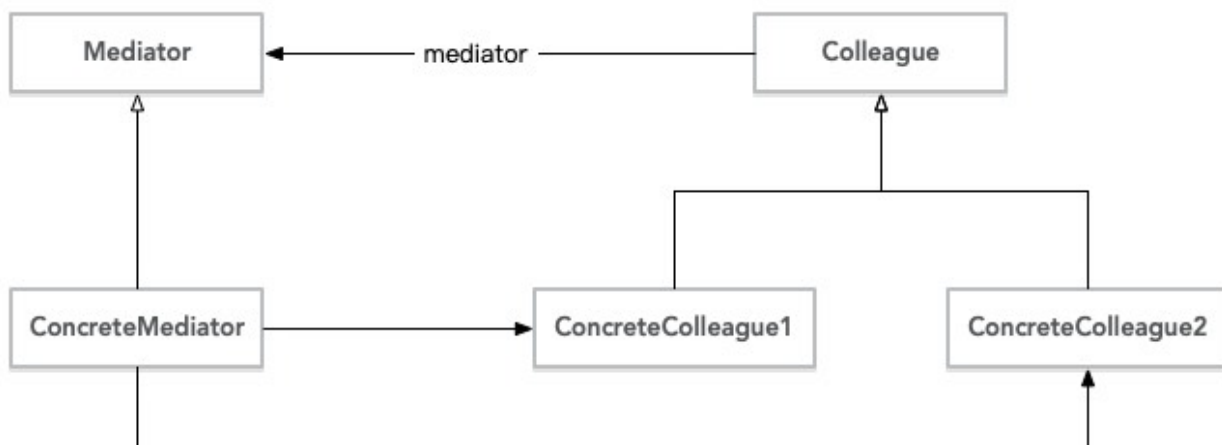 Mediator
mediator
Colleague
ConcreteMediator
ConcreteColleague1
ConcreteColleague2